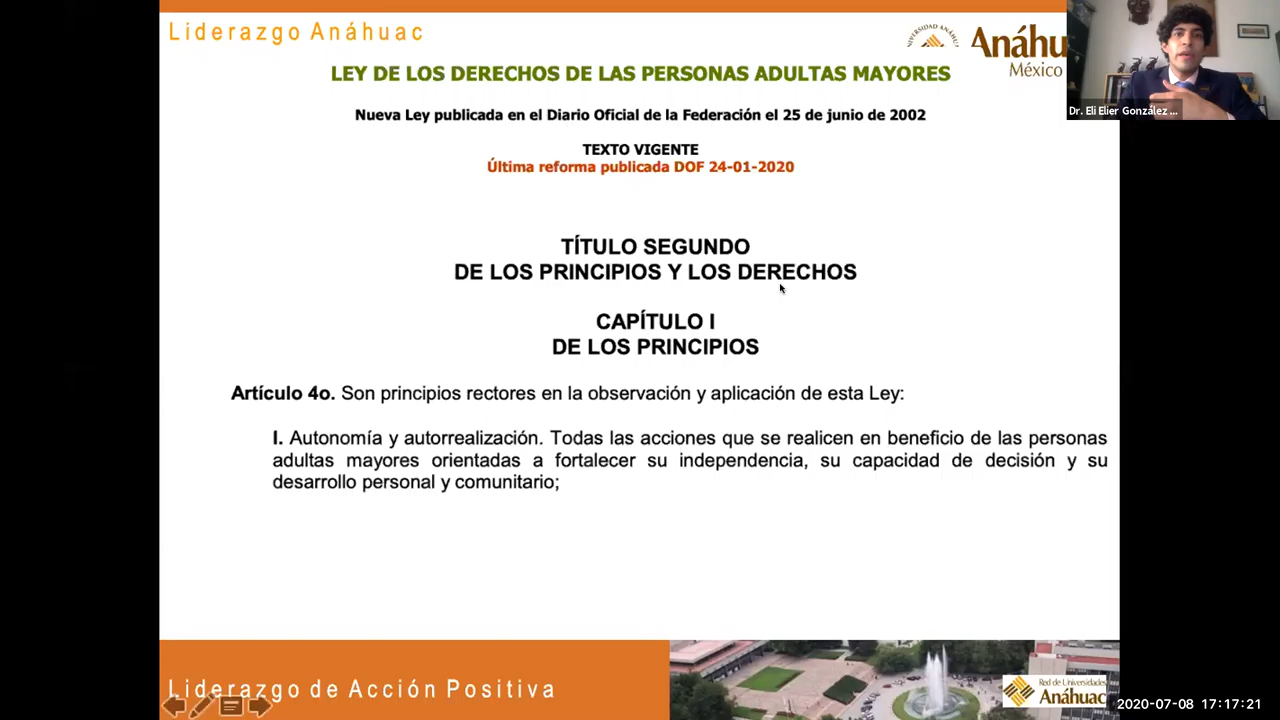 Liderazgo Anáhuac
UNIVERSIDAD ANÁHUAC
Anáhu
México
Dr. Eli Elier González ...
LEY DE LOS DERECHOS DE LAS PERSONAS ADULTAS MAYORES
Nueva Ley publicada en el Diario Oficial de la Federación el 25 de junio de 2002
TEXTO VIGENTE
Última reforma publicada DOF 24-01-2020
TÍTULO SEGUNDO
DE LOS PRINCIPIOS Y LOS DERECHOS
CAPÍTULO I
DE LOS PRINCIPIOS
Artículo 4o. Son principios rectores en la observación y aplicación de esta Ley:
I. Autonomía y autorrealización. Todas las acciones que se realicen en beneficio de las personas
adultas mayores orientadas a fortalecer su independencia, su capacidad de decisión y su
desarrollo personal y comunitario;
Liderazgo de Acción Positiva
Red de Universidades
Anáhuac
2020-07-08 17:17:21